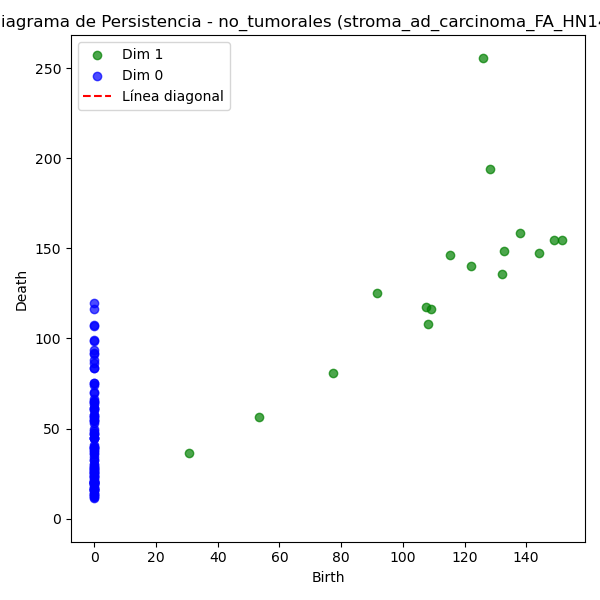 iagrama de Persistencia - no_tumorales (stroma_ad_carcinoma_FA_HN14
Dim 1
Dim 0
Línea diagonal
250
200
150
100
50
0
Death
0 20 40 60 80 100 120 140
Birth